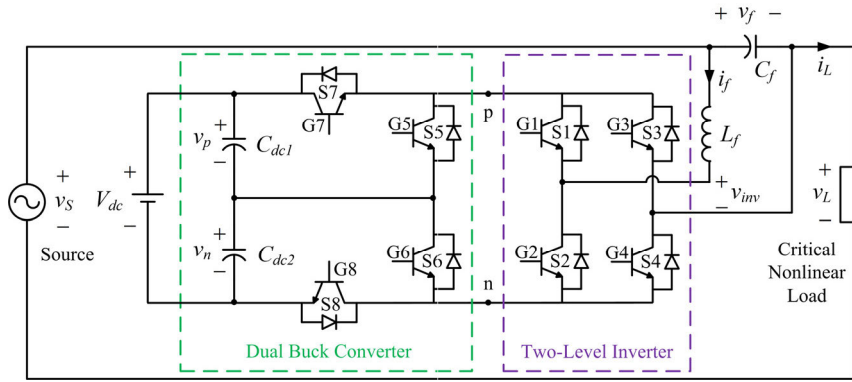 + v_f −
C_f
i_L
i_f
S7
G7
p
+ v_p −
C_dc1
G5
S5
G1
S1
G3
S3
L_f
+ v_S −
Source
+ V_dc −
+ v_inv −
+ v_L −
+ v_n −
C_dc2
G8
S8
G6
S6
n
G2
S2
G4
S4
Critical
Nonlinear
Load
Dual Buck Converter
Two-Level Inverter